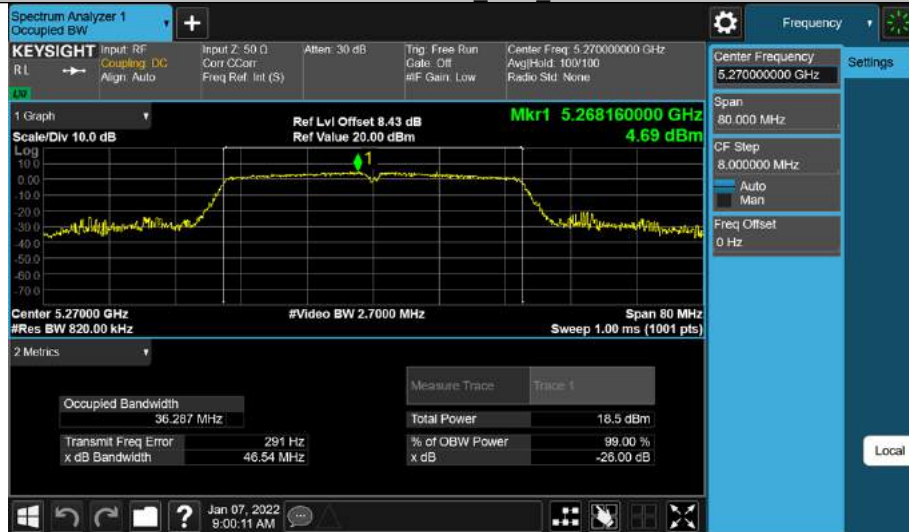 Spectrum Analyzer 1
Occupied BW
Frequency
KEYSIGHT
RL
Input: RF
Coupling: DC
Align: Auto
Input Z: 50 Ω
Corr CCorr
Freq Ref: Int (S)
Atten: 30 dB
Trig: Free Run
Gate: Off
#IF Gain: Low
Center Freq: 5.270000000 GHz
Avg|Hold: 100/100
Radio Std: None
1 Graph
Scale/Div 10.0 dB
Ref Lvl Offset 8.43 dB
Ref Value 20.00 dBm
Mkr1 5.268160000 GHz
4.69 dBm
Log
10.0
0.00
-10.0
-20.0
-30.0
-40.0
-50.0
-60.0
-70.0
1
Center 5.27000 GHz
#Res BW 820.00 kHz
#Video BW 2.7000 MHz
Span 80 MHz
Sweep 1.00 ms (1001 pts)
2 Metrics
Measure Trace
Trace 1
Occupied Bandwidth
36.287 MHz
Total Power
18.5 dBm
Transmit Freq Error
291 Hz
% of OBW Power
99.00 %
x dB Bandwidth
46.54 MHz
x dB
-26.00 dB
Center Frequency
5.270000000 GHz
Settings
Span
80.000 MHz
CF Step
8.000000 MHz
Auto
Man
Freq Offset
0 Hz
Local
?
Jan 07, 2022
9:00:11 AM